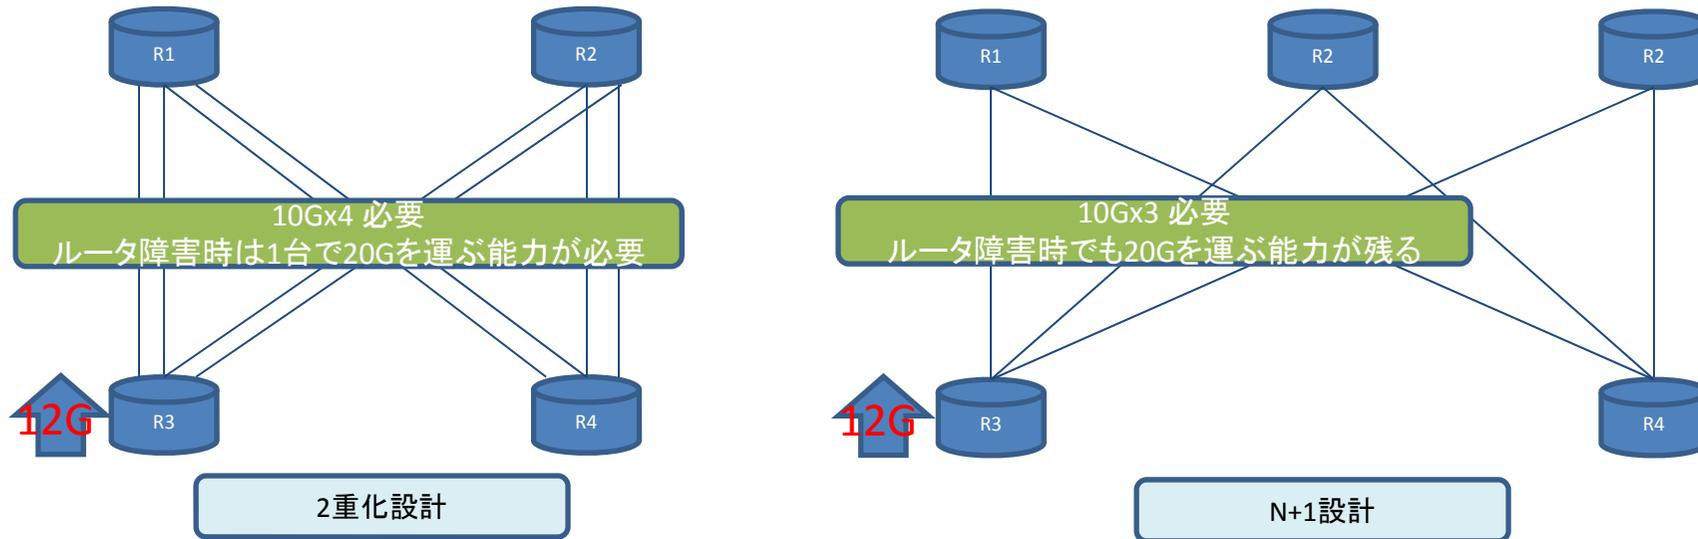 R1
R2
10Gx4 必要
ルータ障害時は1台で20Gを運ぶ能力が必要
12G
R3
R4
2重化設計
R1
R2
R2
10Gx3 必要
ルータ障害時でも20Gを運ぶ能力が残る
12G
R3
R4
N+1設計